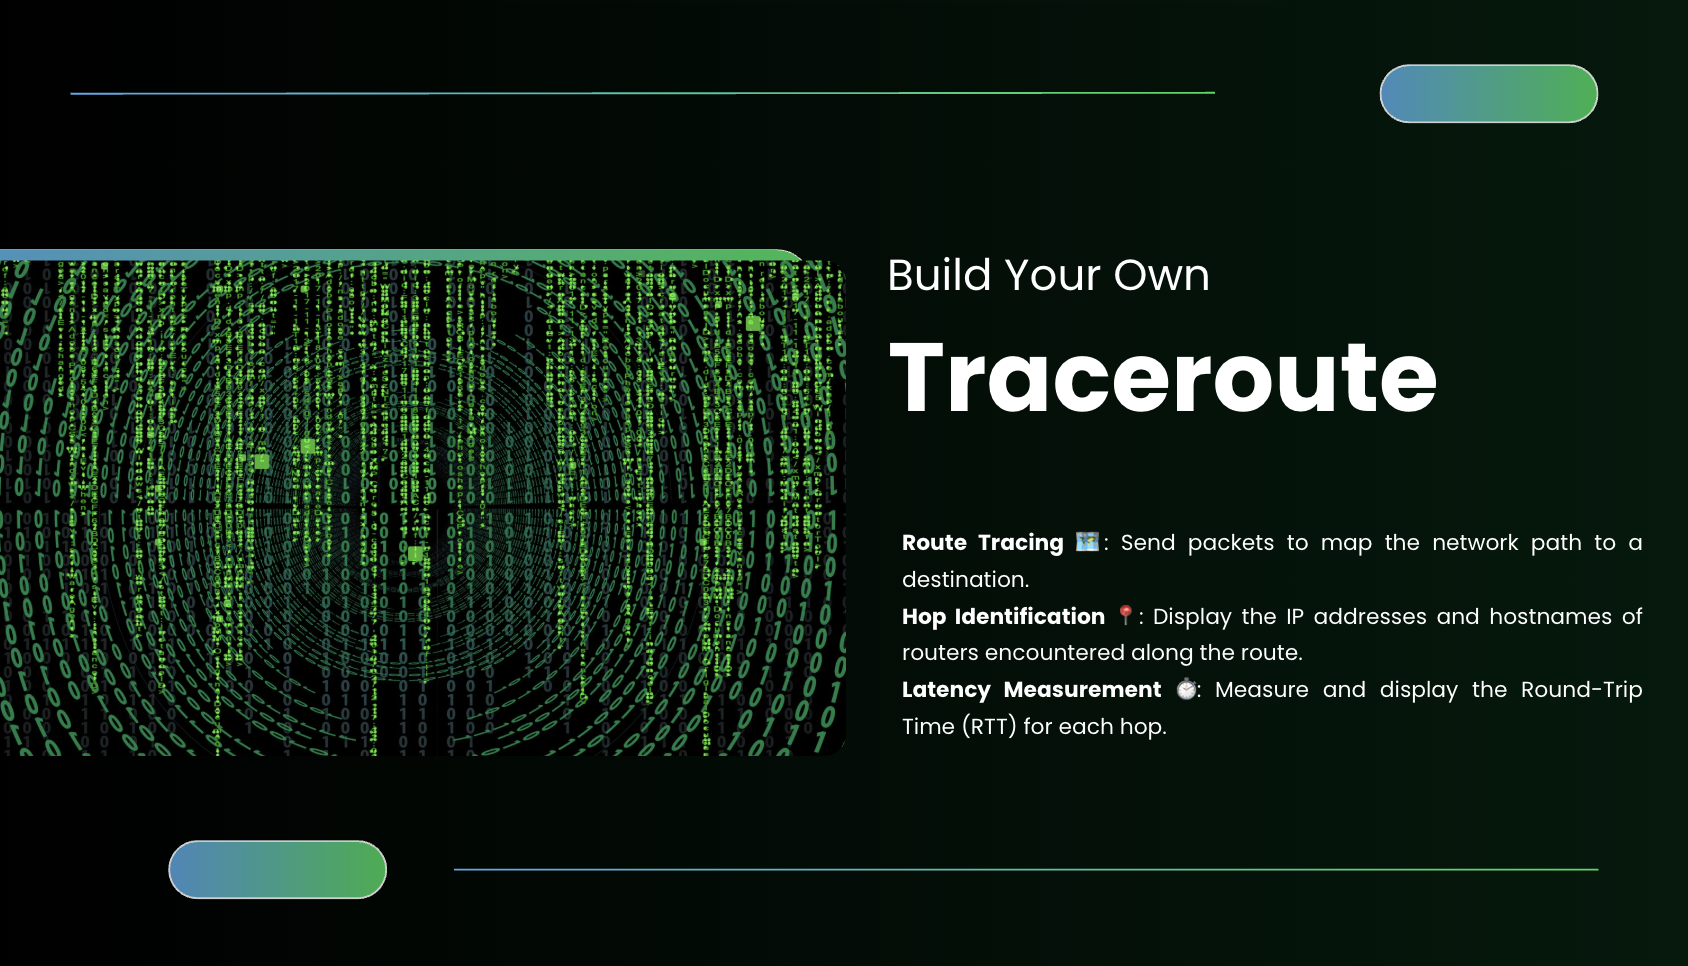 Build Your Own
Traceroute
Route Tracing 🗺️: Send packets to map the network path to a
destination.
Hop Identification 📍: Display the IP addresses and hostnames of
routers encountered along the route.
Latency Measurement ⏱️: Measure and display the Round-Trip
Time (RTT) for each hop.